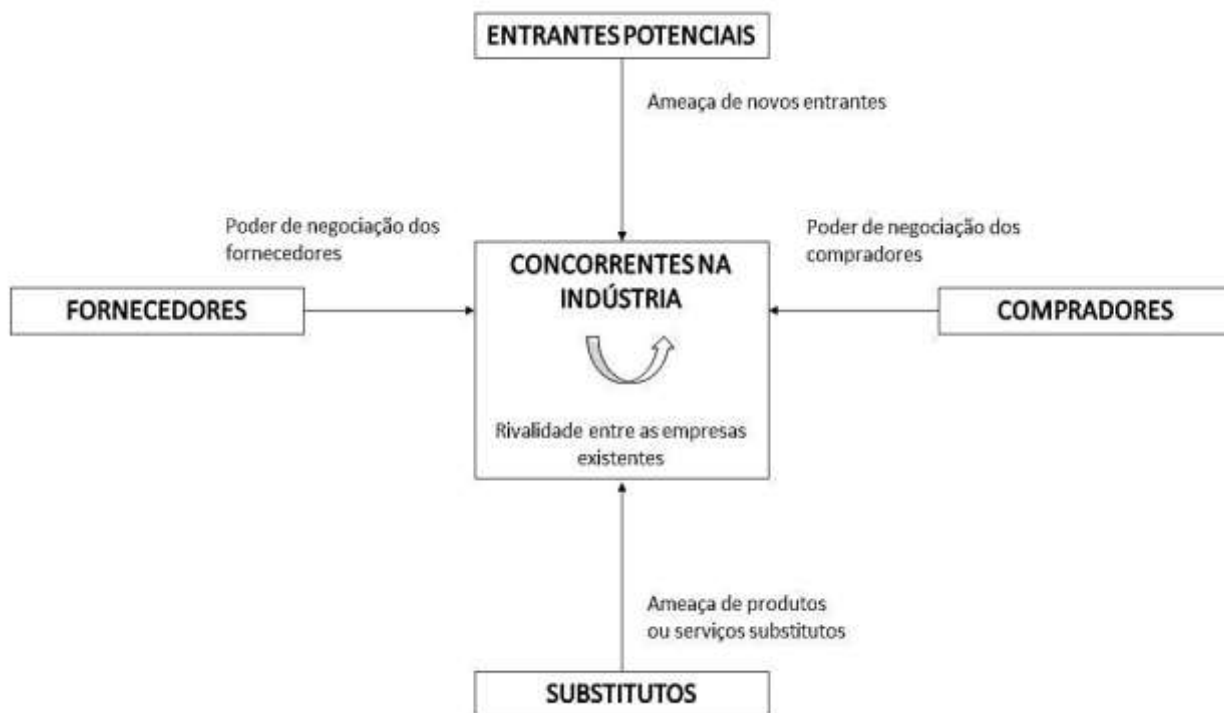 ENTRANTES POTENCIAIS
Ameaça de novos entrantes
Poder de negociação dos
fornecedores
Poder de negociação dos
compradores
CONCORRENTES NA
INDÚSTRIA
FORNECEDORES
COMPRADORES
Rivalidade entre as empresas
existentes
Ameaça de produtos
ou serviços substitutos
SUBSTITUTOS